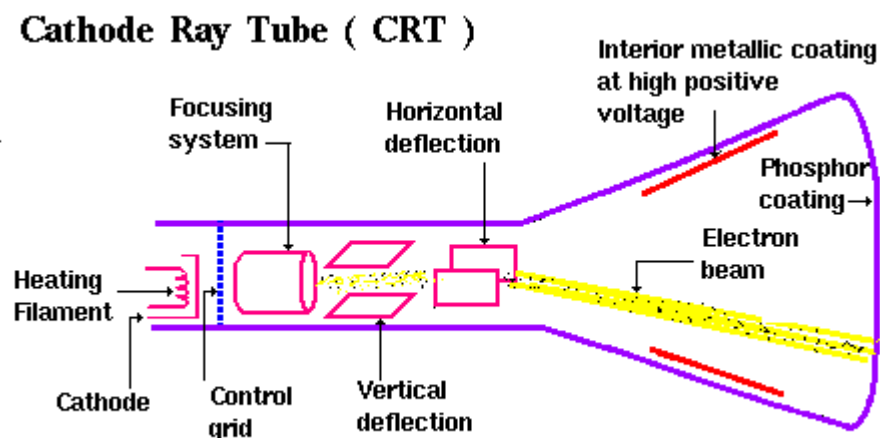 Cathode Ray Tube ( CRT )
Interior metallic coating
at high positive
voltage
Focusing
system
Horizontal
deflection
Phosphor
coating
Electron
beam
Heating
Filament
Cathode
Control
grid
Vertical
deflection